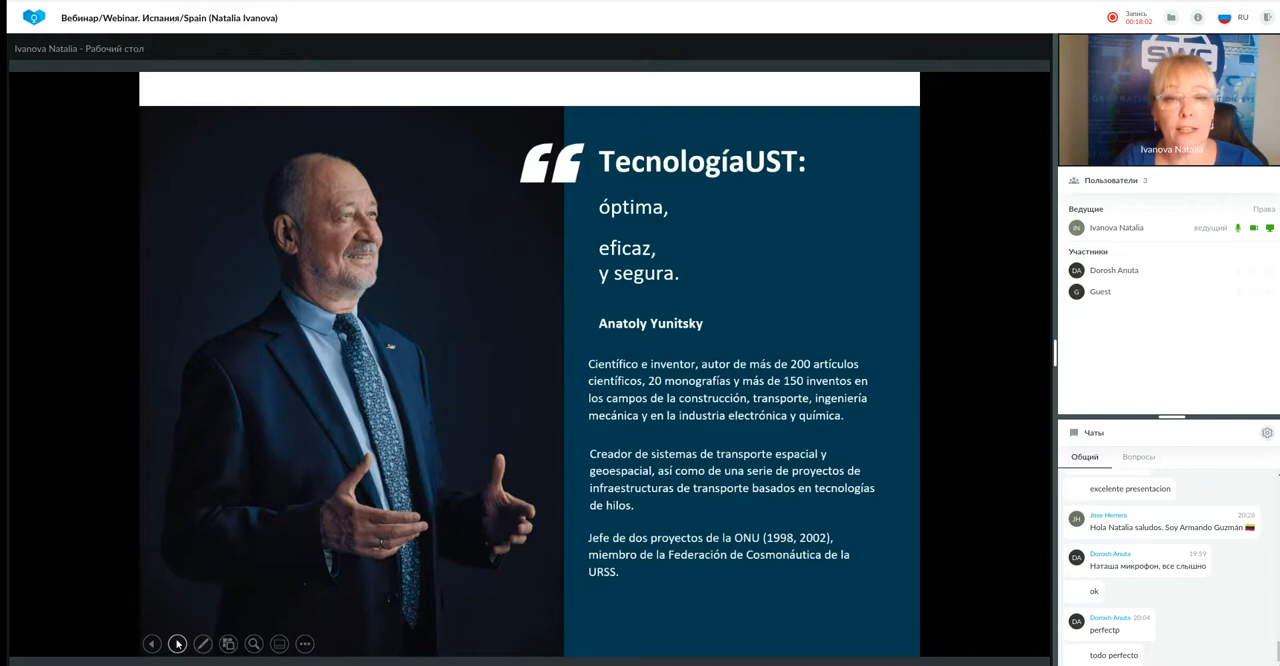 Вебинар/Webinar. Испания/Spain (Natalia Ivanova)
Запись
00:18:02
RU
Ivanova Natalia - Рабочий стол
“ TecnologíaUST:
óptima,
eficaz,
y segura.
Anatoly Yunitsky
Científico e inventor, autor de más de 200 artículos
científicos, 20 monografías y más de 150 inventos en
los campos de la construcción, transporte, ingeniería
mecánica y en la industria electrónica y química.
Creador de sistemas de transporte espacial y
geoespacial, así como de una serie de proyectos de
infraestructuras de transporte basados en tecnologías
de hilos.
Jefe de dos proyectos de la ONU (1998, 2002),
miembro de la Federación de Cosmonáutica de la
URSS.
SWC
Ivanova Natalia
Пользователи 3
Ведущие Права
IN Ivanova Natalia ведущий
Участники
DA Dorosh Anuta
G Guest
Чаты
Общий Вопросы
excelente presentacion
JH Jose Herrera 20:28
Hola Natalia saludos. Soy Armando Guzmán 🇻🇪
DA Dorosh Anuta 19:59
Наташа микрофон, все слышно
ok
DA Dorosh Anuta 20:04
perfectp
todo perfecto